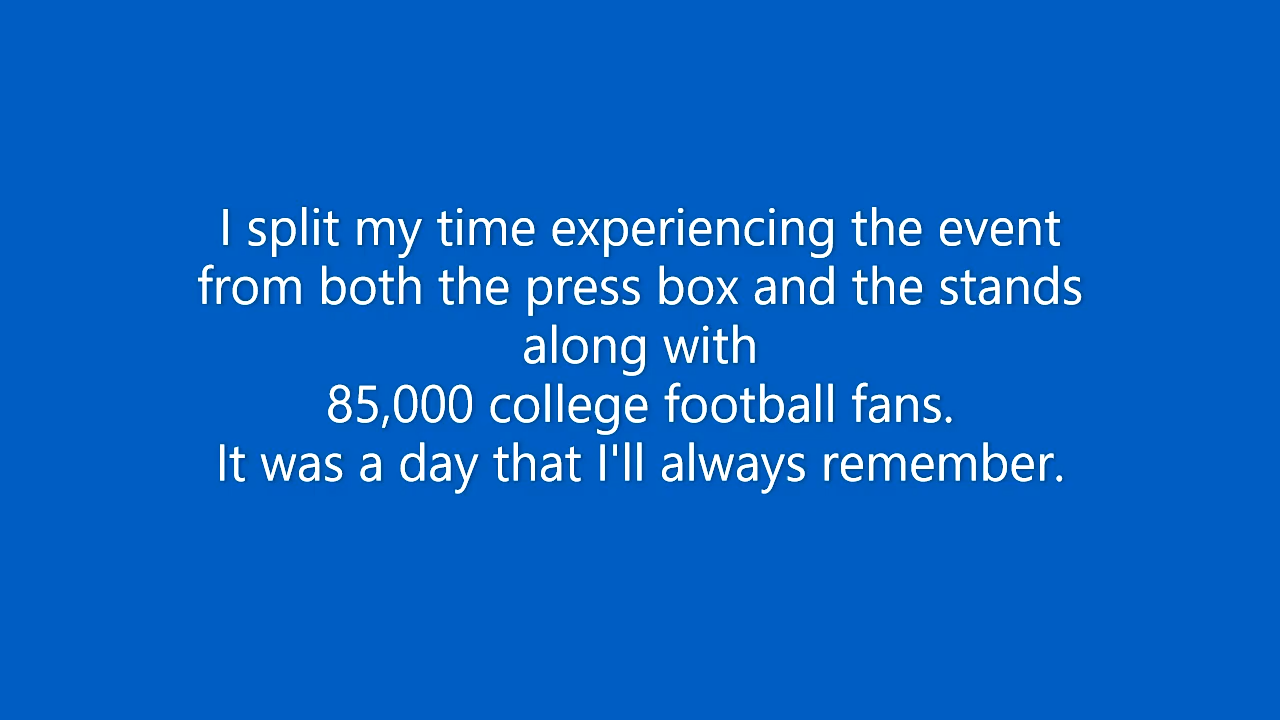 I split my time experiencing the event
from both the press box and the stands
along with
85,000 college football fans.
It was a day that I'll always remember.